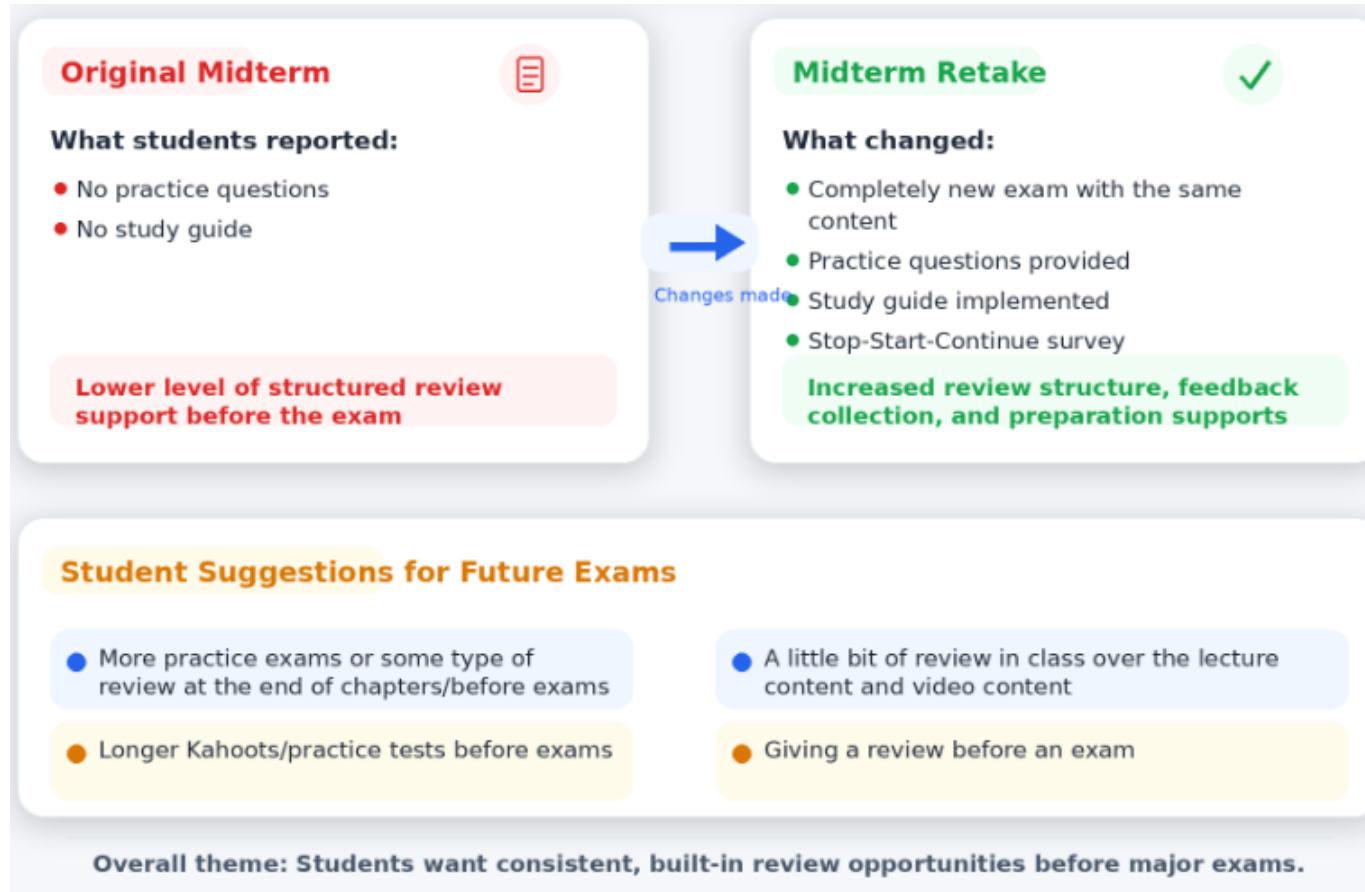 Original Midterm
What students reported:
No practice questions
No study guide
Lower level of structured review
support before the exam
Changes made
Midterm Retake
What changed:
Completely new exam with the same
content
Practice questions provided
Study guide implemented
Stop-Start-Continue survey
Increased review structure, feedback
collection, and preparation supports
Student Suggestions for Future Exams
More practice exams or some type of
review at the end of chapters/before exams
A little bit of review in class over the lecture
content and video content
Longer Kahoots/practice tests before exams
Giving a review before an exam
Overall theme: Students want consistent, built-in review opportunities before major exams.